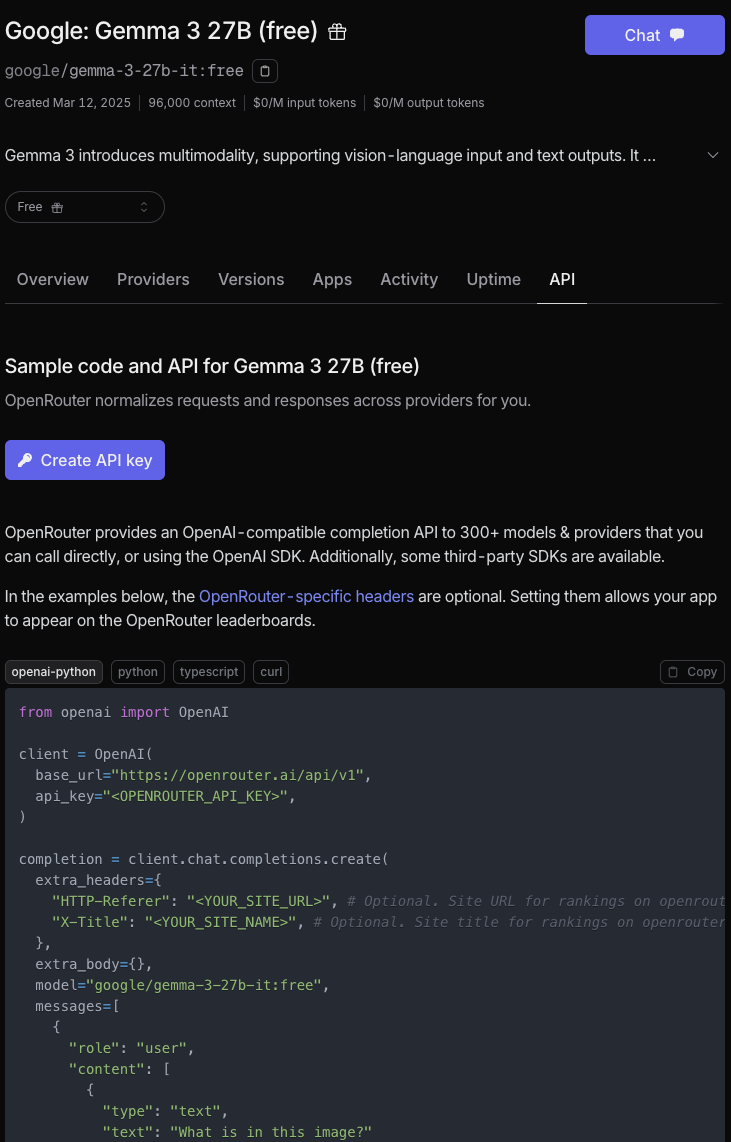 Google: Gemma 3 27B (free)
Chat
google/gemma-3-27b-it:free
Created Mar 12, 2025 96,000 context $0/M input tokens $0/M output tokens
Gemma 3 introduces multimodality, supporting vision-language input and text outputs. It ...
Free
Overview Providers Versions Apps Activity Uptime API
Sample code and API for Gemma 3 27B (free)
OpenRouter normalizes requests and responses across providers for you.
Create API key
OpenRouter provides an OpenAI-compatible completion API to 300+ models & providers that you
can call directly, or using the OpenAI SDK. Additionally, some third-party SDKs are available.
In the examples below, the OpenRouter-specific headers are optional. Setting them allows your app
to appear on the OpenRouter leaderboards.
openai-python python typescript curl Copy
from openai import OpenAI
client = OpenAI(
  base_url="https://openrouter.ai/api/v1",
  api_key="<OPENROUTER_API_KEY>",
)
completion = client.chat.completions.create(
  extra_headers={
    "HTTP-Referer": "<YOUR_SITE_URL>", # Optional. Site URL for rankings on openrout
    "X-Title": "<YOUR_SITE_NAME>", # Optional. Site title for rankings on openrouter
  },
  extra_body={},
  model="google/gemma-3-27b-it:free",
  messages=[
    {
      "role": "user",
      "content": [
        {
          "type": "text",
          "text": "What is in this image?"